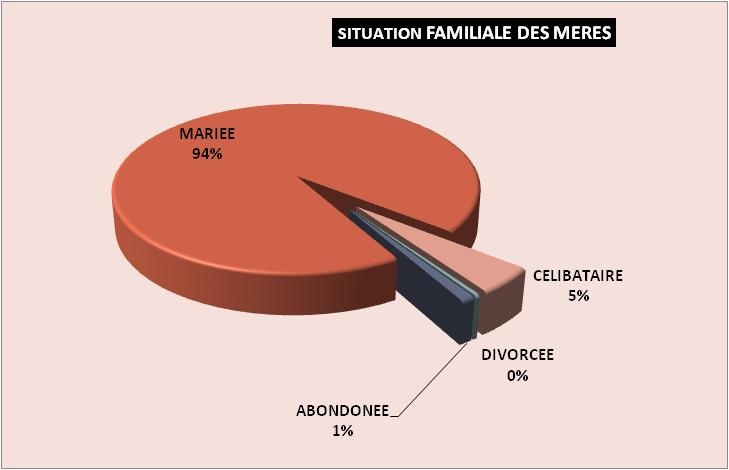 SITUATION FAMILIALE DES MERES
MARIEE
94%
CELIBATAIRE
5%
DIVORCEE
0%
ABONDONEE
1%